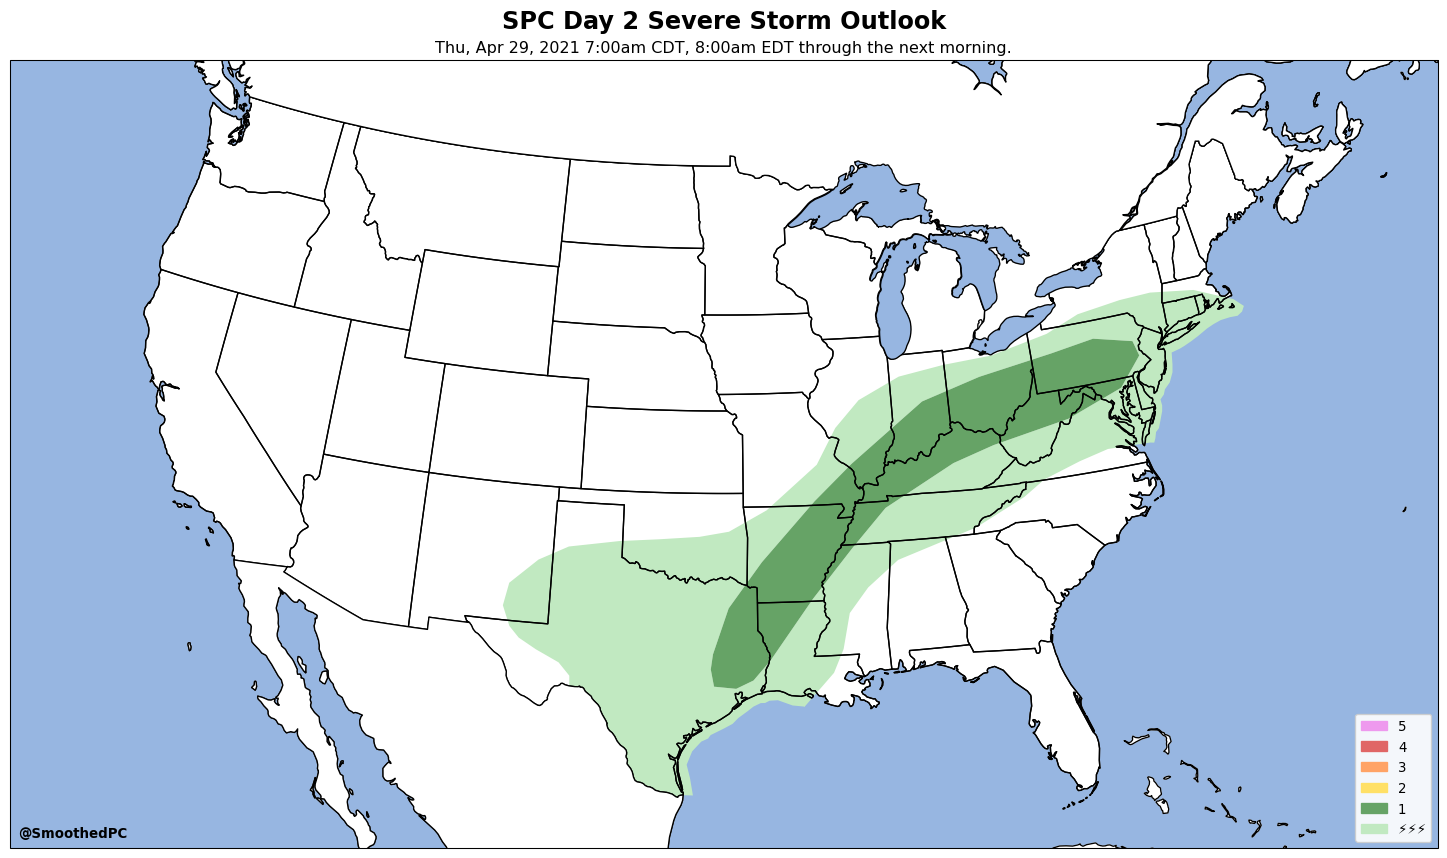 SPC Day 2 Severe Storm Outlook
Thu, Apr 29, 2021 7:00am CDT, 8:00am EDT through the next morning.
5
4
3
2
1
⚡⚡⚡
@SmoothedPC